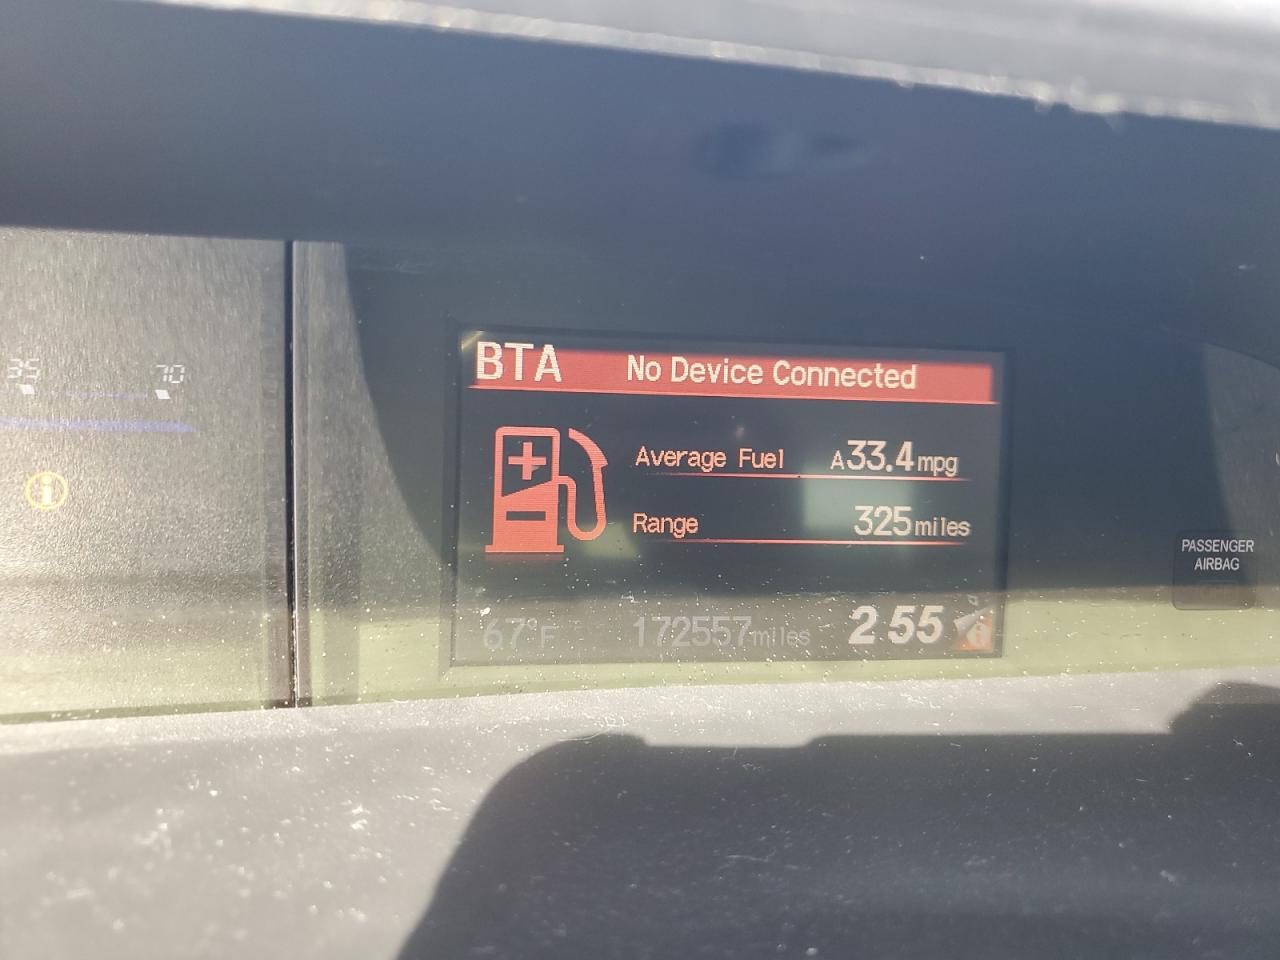 35 70
BTA No Device Connected
Average Fuel A33.4mpg
Range 325miles
PASSENGER
AIRBAG
67°F 172557miles 2 55